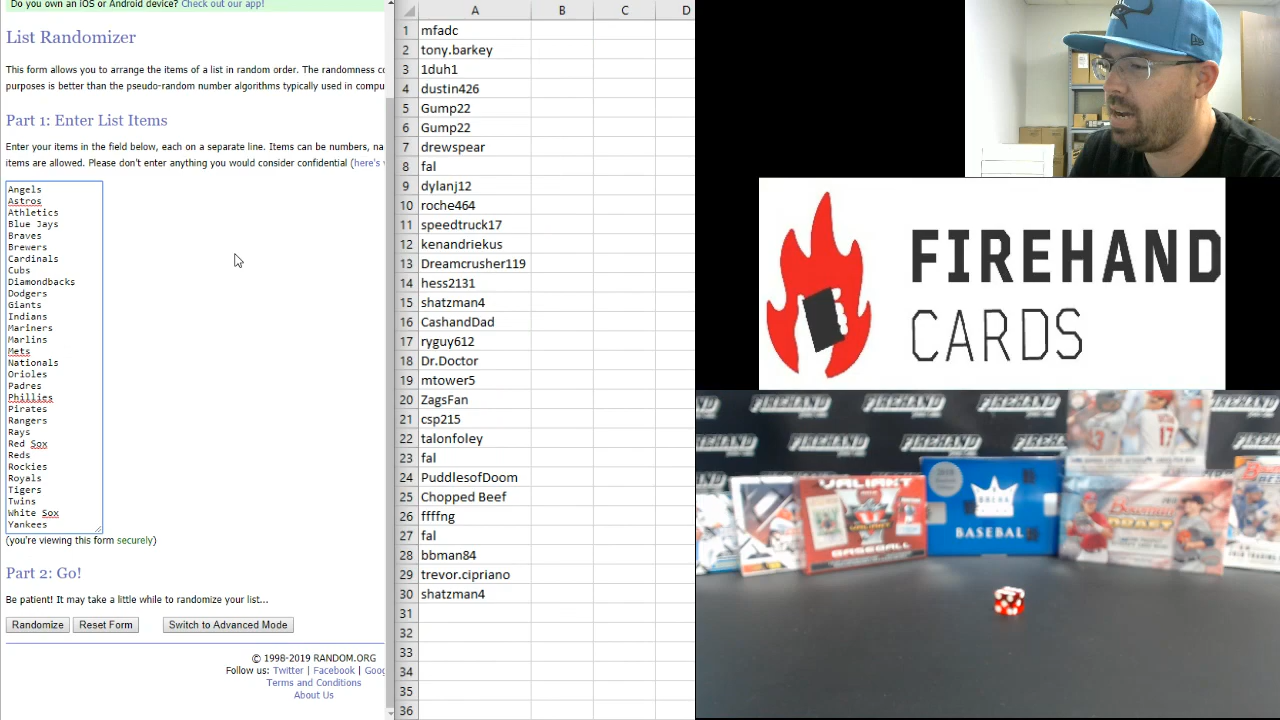 Do you own an iOS or Android device? Check out our app!
List Randomizer
This form allows you to arrange the items of a list in random order. The randomness co
purposes is better than the pseudo-random number algorithms typically used in compu
Part 1: Enter List Items
Enter your items in the field below, each on a separate line. Items can be numbers, na
items are allowed. Please don't enter anything you would consider confidential (here's
Angels
Astros
Athletics
Blue Jays
Braves
Brewers
Cardinals
Cubs
Diamondbacks
Dodgers
Giants
Indians
Mariners
Marlins
Mets
Nationals
Orioles
Padres
Phillies
Pirates
Rangers
Rays
Red Sox
Reds
Rockies
Royals
Tigers
Twins
White Sox
Yankees
(you're viewing this form securely)
Part 2: Go!
Be patient! It may take a little while to randomize your list...
Randomize Reset Form Switch to Advanced Mode
© 1998-2019 RANDOM.ORG
Follow us: Twitter | Facebook | Goog
Terms and Conditions
About Us
A B C D
1 mfadc
2 tony.barkey
3 1duh1
4 dustin426
5 Gump22
6 Gump22
7 drewspear
8 fal
9 dylanj12
10 roche464
11 speedtruck17
12 kenandriekus
13 Dreamcrusher119
14 hess2131
15 shatzman4
16 CashandDad
17 ryguy612
18 Dr.Doctor
19 mtower5
20 ZagsFan
21 csp215
22 talonfoley
23 fal
24 PuddlesofDoom
25 Chopped Beef
26 ffffng
27 fal
28 bbman84
29 trevor.cipriano
30 shatzman4
31
32
33
34
35
36
FIREHAND
CARDS
FIREHAND FIREHAND
FIREHAND
VALIANT
BASEBALL
BASEBAL
17
Bowman
DRAFT